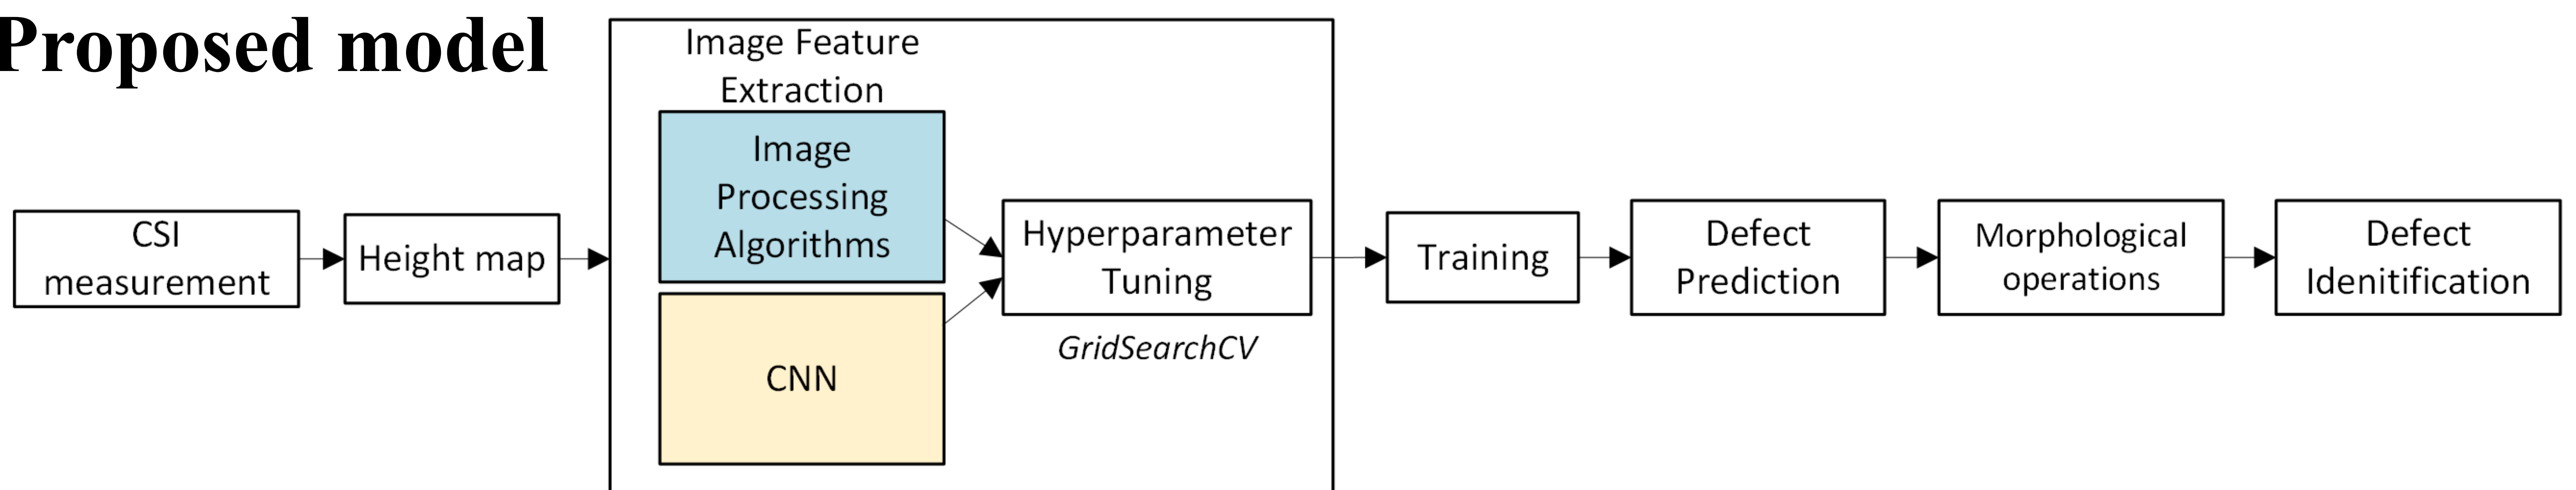 Proposed model
CSI
measurement
Height map
Image Feature
Extraction
Image
Processing
Algorithms
CNN
Hyperparameter
Tuning
GridSearchCV
Training
Defect
Prediction
Morphological
operations
Defect
Idenitification